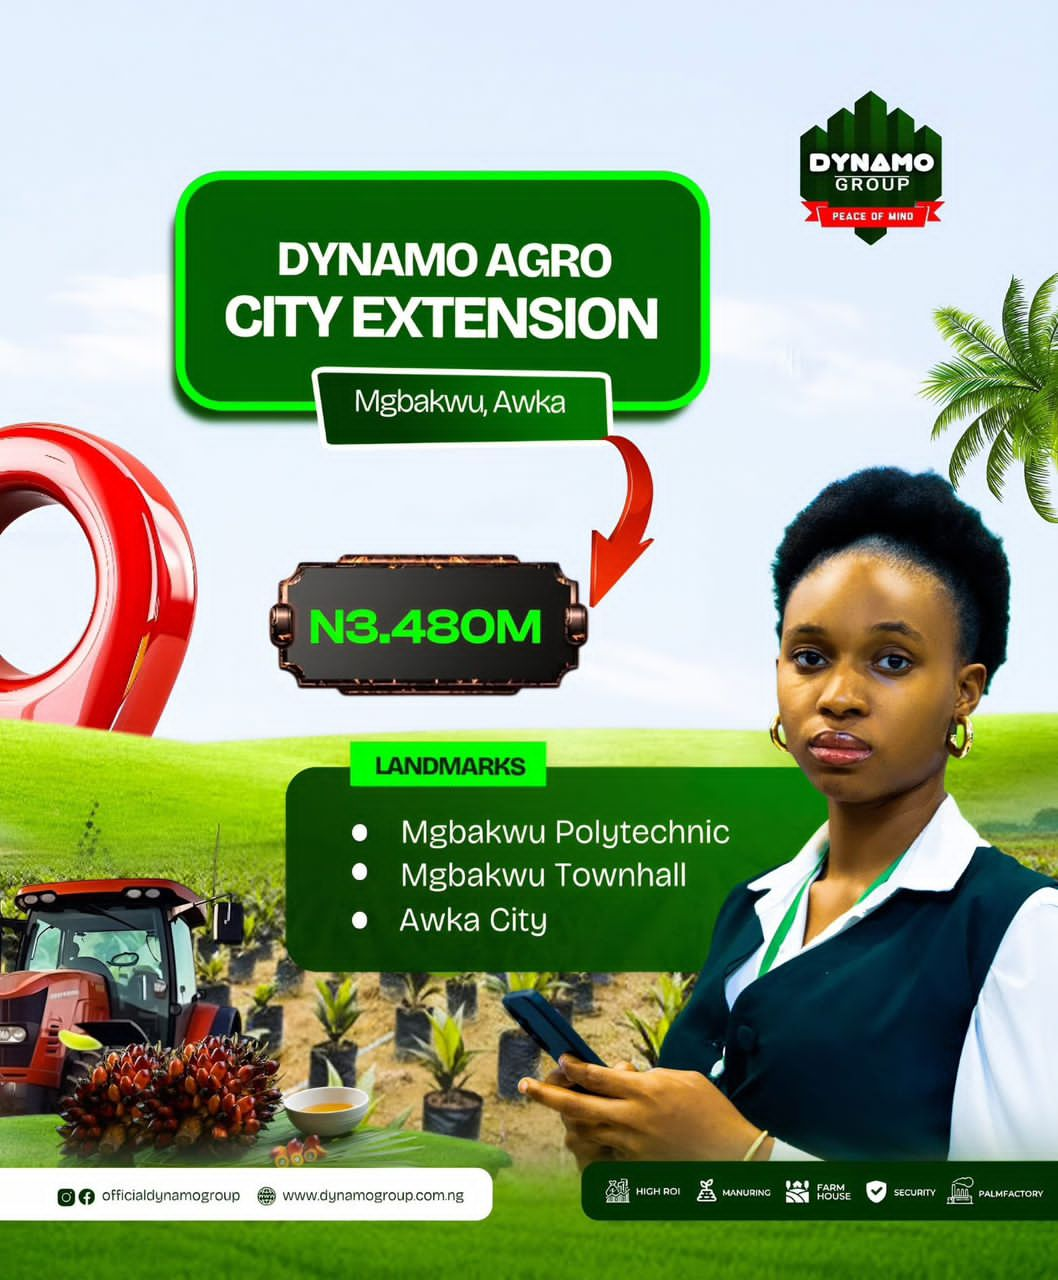 DYNAMO
GROUP
PEACE OF MIND
DYNAMO AGRO
CITY EXTENSION
Mgbakwu, Awka
N3.480M
LANDMARKS
Mgbakwu Polytechnic
Mgbakwu Townhall
Awka City
officialdynamogroup
www.dynamogroup.com.ng
HIGH ROI
MANURING
FARM
HOUSE
SECURITY
PALMFACTORY